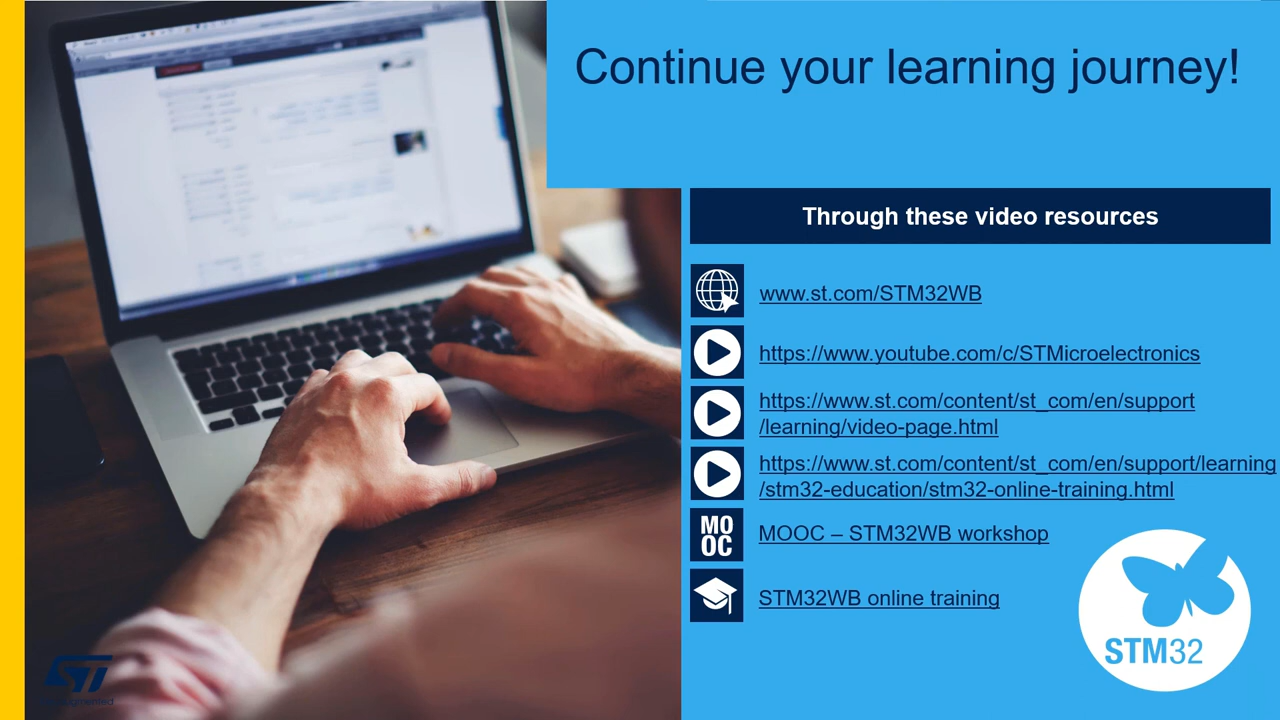 Continue your learning journey!
Through these video resources
www.st.com/STM32WB
https://www.youtube.com/c/STMicroelectronics
https://www.st.com/content/st_com/en/support
/learning/video-page.html
https://www.st.com/content/st_com/en/support/learning
/stm32-education/stm32-online-training.html
MO
OC
MOOC – STM32WB workshop
STM32WB online training
STM32
ST